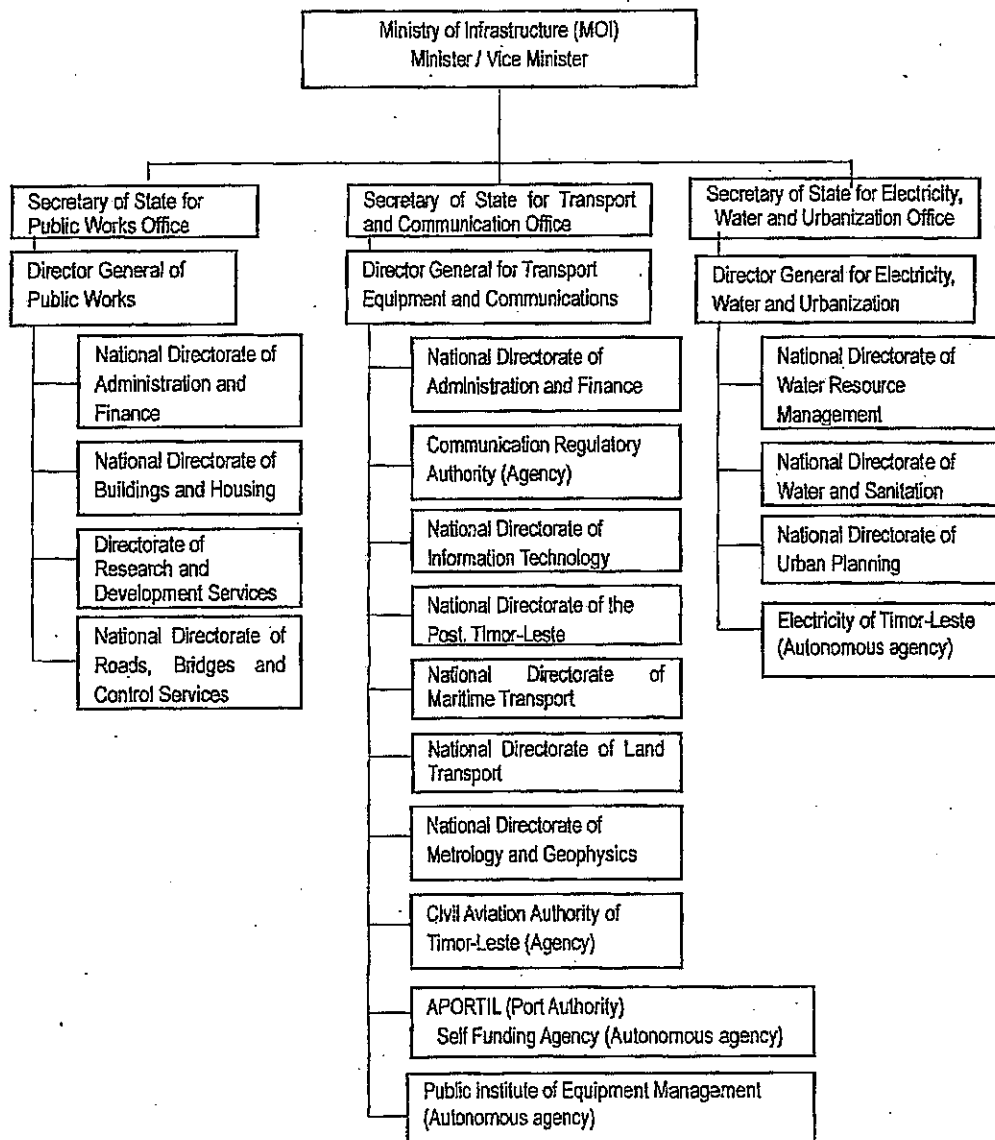 Ministry of Infrastructure (MOI)
Minister / Vice Minister
Secretary of State for
Public Works Office
Director General of
Public Works
National Directorate of
Administration and
Finance
National Directorate of
Buildings and Housing
Directorate of
Research and
Development Services
National Directorate of
Roads, Bridges and
Control Services
Secretary of State for Transport
and Communication Office
Director General for Transport
Equipment and Communications
National Directorate of
Administration and Finance
Communication Regulatory
Authority (Agency)
National Directorate of
Information Technology
National Directorate of the
Post, Timor-Leste
National Directorate of
Maritime Transport
National Directorate of Land
Transport
National Directorate of
Metrology and Geophysics
Civil Aviation Authority of
Timor-Leste (Agency)
APORTIL (Port Authority)
Self Funding Agency (Autonomous agency)
Public Institute of Equipment Management
(Autonomous agency)
Secretary of State for Electricity,
Water and Urbanization Office
Director General for Electricity,
Water and Urbanization
National Directorate of
Water Resource
Management
National Directorate of
Water and Sanitation
National Directorate of
Urban Planning
Electricity of Timor-Leste
(Autonomous agency)